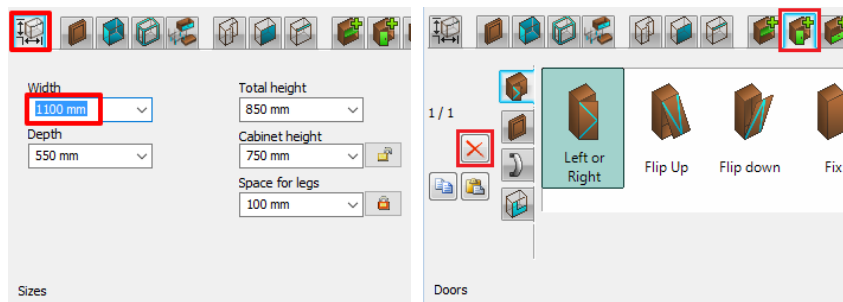 Width
1100 mm
Total height
850 mm
Depth
550 mm
Cabinet height
750 mm
Space for legs
100 mm
Sizes
1 / 1
Left or
Right
Flip Up
Flip down
Fix
Doors